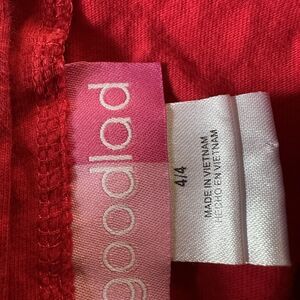 goodlad
4/4
MADE IN VIETNAM
HECHO EN VIETNAM